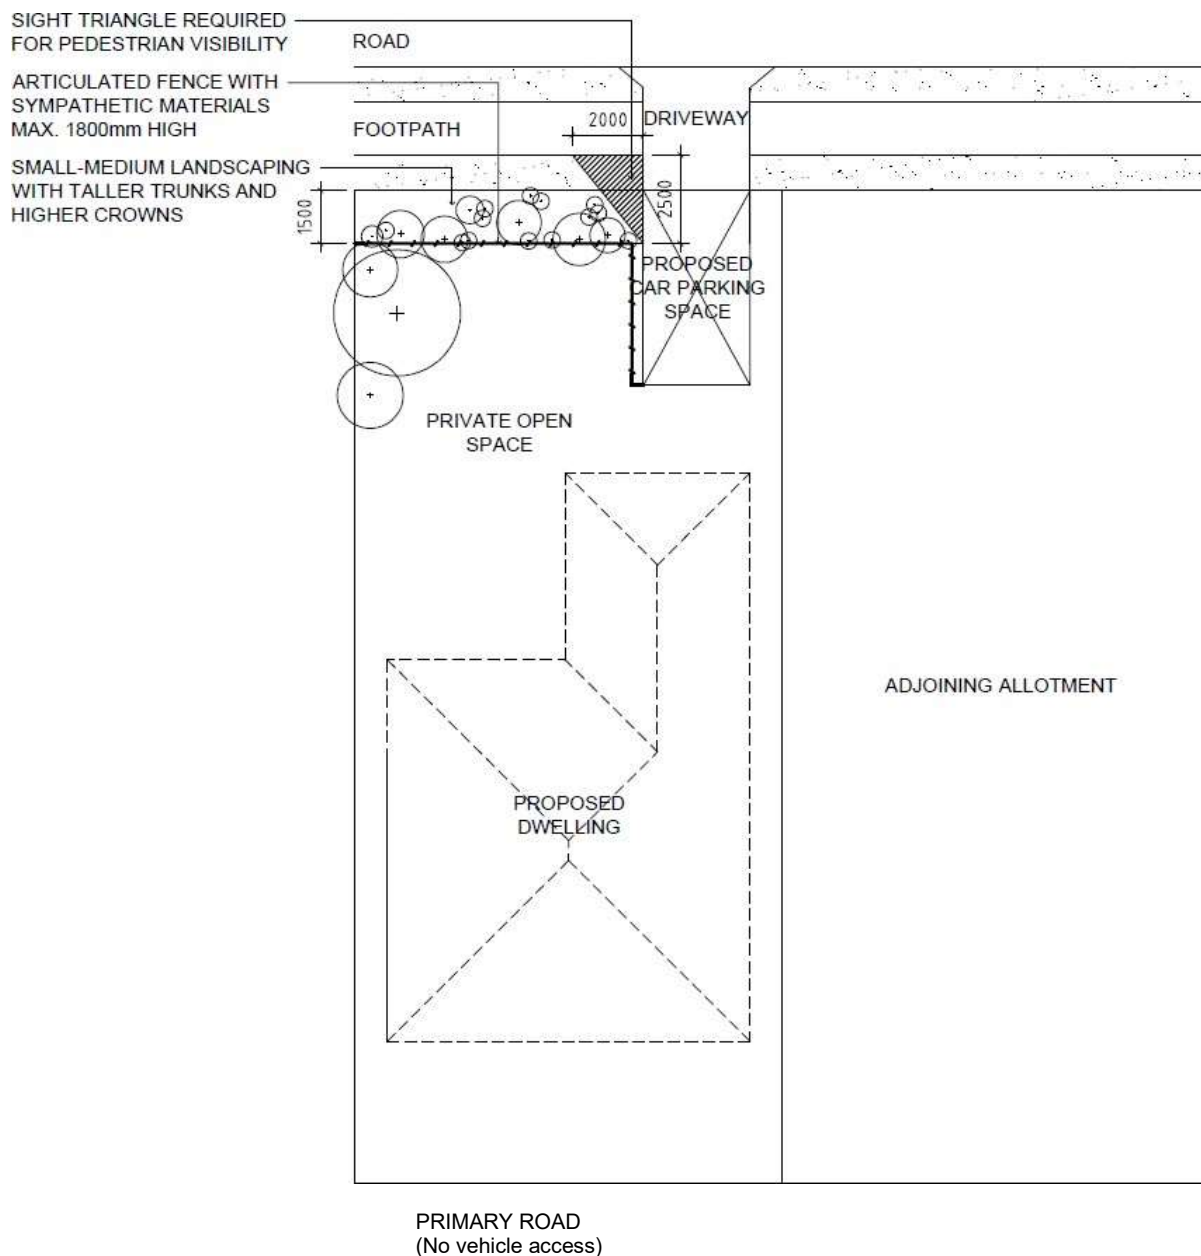 SIGHT TRIANGLE REQUIRED
FOR PEDESTRIAN VISIBILITY
ROAD
ARTICULATED FENCE WITH
SYMPATHETIC MATERIALS
MAX. 1800mm HIGH
2000
DRIVEWAY
FOOTPATH
SMALL-MEDIUM LANDSCAPING
WITH TALLER TRUNKS AND
HIGHER CROWNS
1500
2500
PROPOSED
CAR PARKING
SPACE
PRIVATE OPEN
SPACE
ADJOINING ALLOTMENT
PROPOSED
DWELLING
PRIMARY ROAD
(No vehicle access)